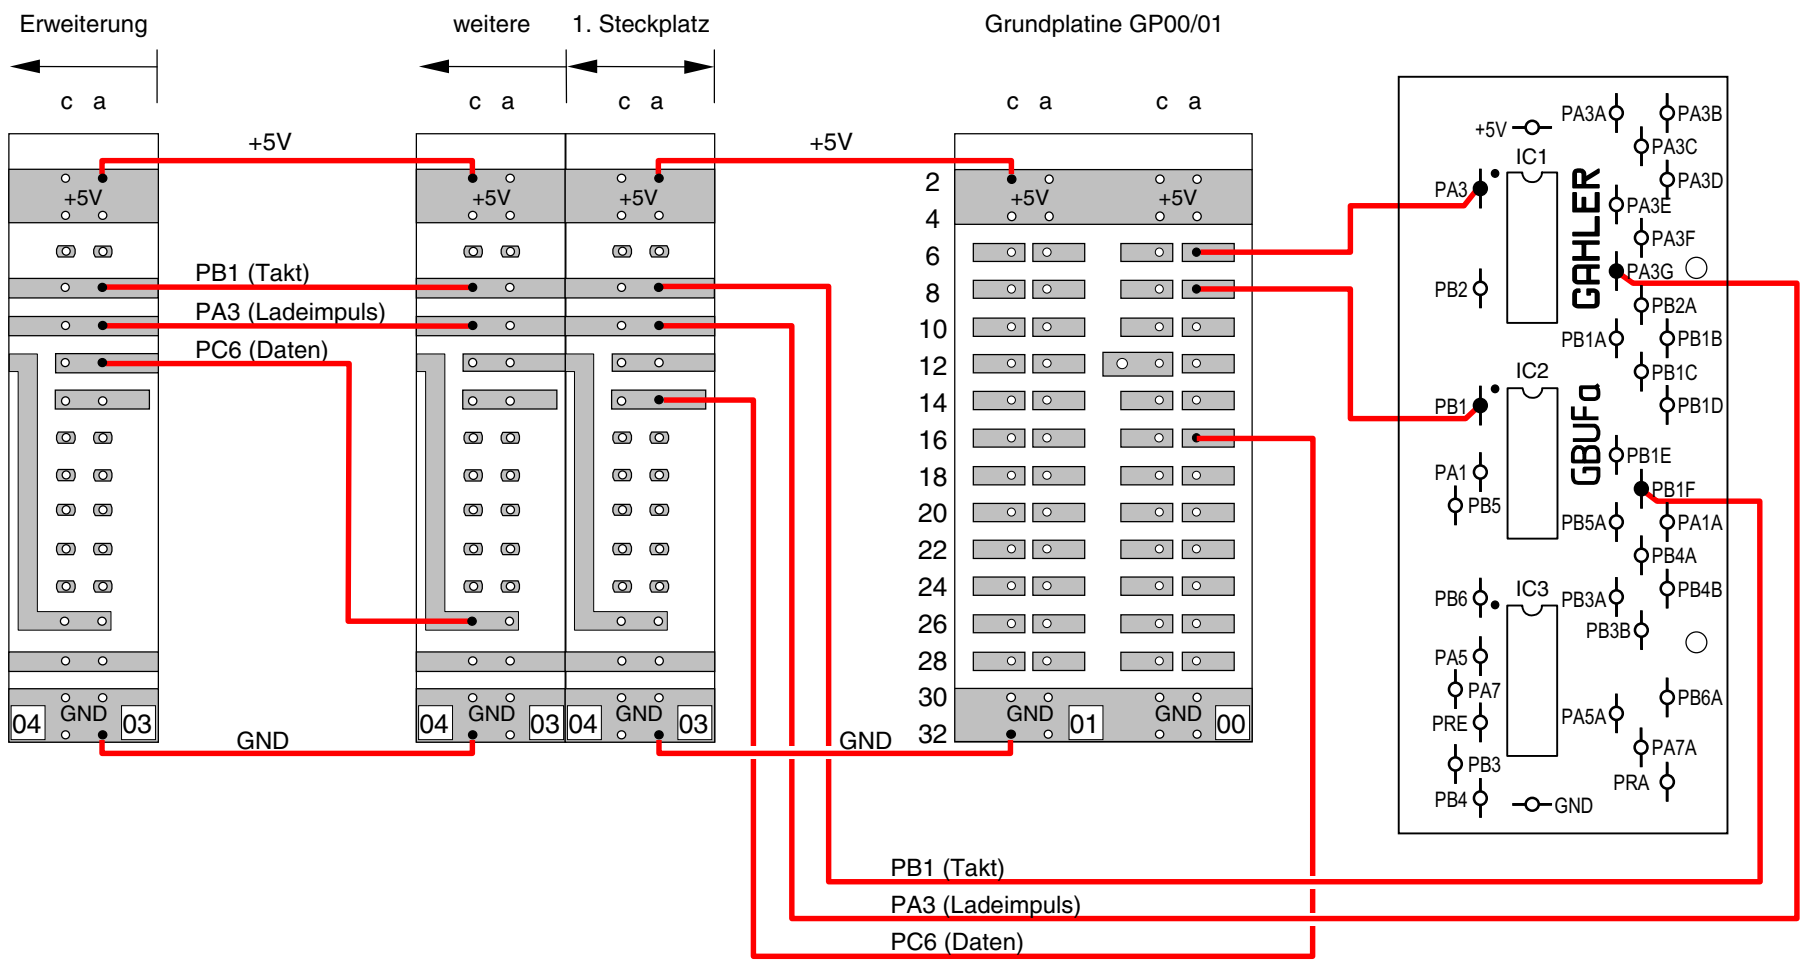 Erweiterung
weitere
1. Steckplatz
Grundplatine GP00/01
c a
c a
c a
c a
c a
+5V
+5V
+5V
+5V
+5V
+5V
+5V
PB1 (Takt)
PA3 (Ladeimpuls)
PC6 (Daten)
2
4
6
8
10
12
14
16
18
20
22
24
26
28
30
32
GND
04
03
GND
GND
04
03
GND
04
03
GND
GND
01
GND
00
PB1 (Takt)
PA3 (Ladeimpuls)
PC6 (Daten)
+5V
IC1
PA3
PB2
IC2
PB1
PA1
PB5
IC3
PB6
PA5
PA7
PRE
PB3
PB4
GND
GAHLER
GBUFa
PA3A
PA3B
PA3C
PA3D
PA3E
PA3F
PA3G
PB2A
PB1A
PB1B
PB1C
PB1D
PB1E
PB1F
PB5A
PA1A
PB4A
PB4B
PB3A
PB3B
PB6A
PA5A
PA7A
PRA